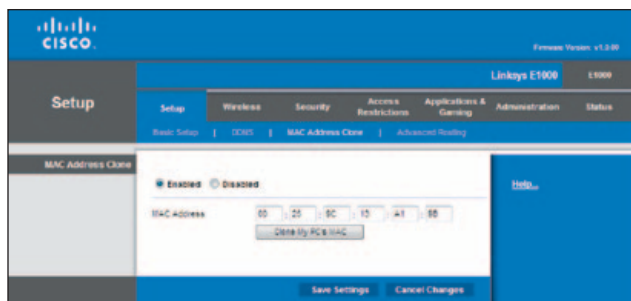 CISCO.
Firmware Version: v1.0.00
Linksys E1000
E1000
Setup
Setup
Wireless
Security
Access Restrictions
Applications & Gaming
Administration
Status
Basic Setup | DDNS | MAC Address Clone | Advanced Routing
MAC Address Clone
Enabled Disabled
Help...
MAC Address
: 25 : 9C : 13 : A1 :
Clone My PC's MAC
Save Settings
Cancel Changes